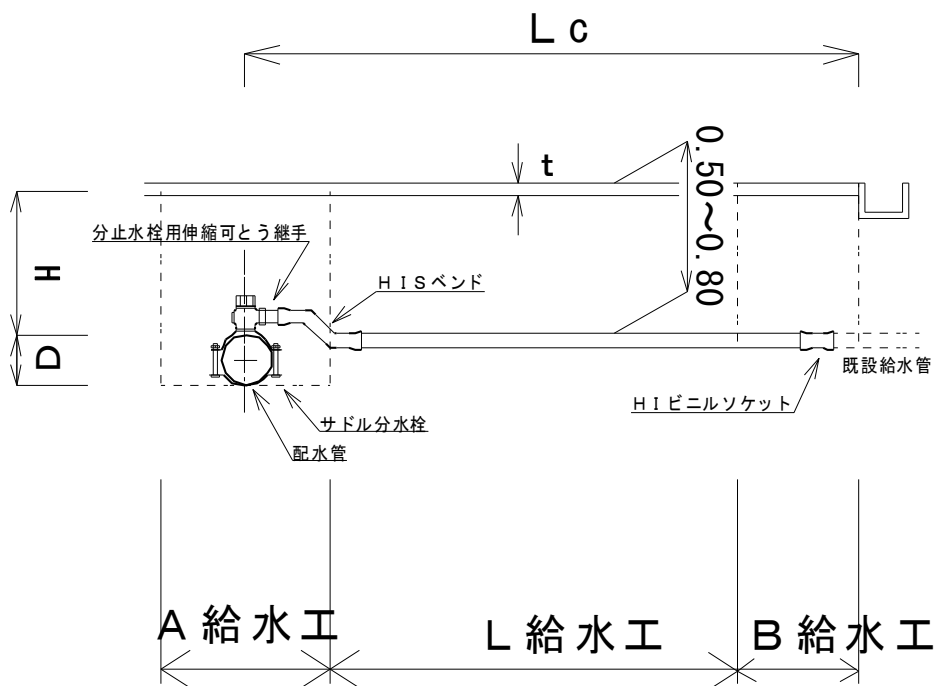 Ｌｃ
ｔ
0.50～0.80
分止水栓用伸縮可とう継手
Ｈ
ＨＩＳベンド
Ｄ
既設給水管
ＨＩビニルソケット
サドル分水栓
配水管
Ａ給水工
Ｌ給水工
Ｂ給水工